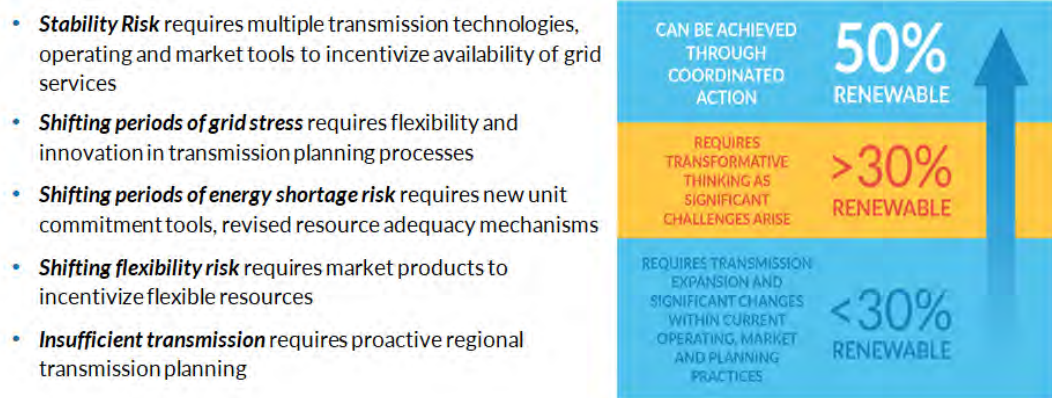 • Stability Risk requires multiple transmission technologies,
operating and market tools to incentivize availability of grid
services
• Shifting periods of grid stress requires flexibility and
innovation in transmission planning processes
• Shifting periods of energy shortage risk requires new unit
commitment tools, revised resource adequacy mechanisms
• Shifting flexibility risk requires market products to
incentivize flexible resources
• Insufficient transmission requires proactive regional
transmission planning
CAN BE ACHIEVED
THROUGH
COORDINATED
ACTION
50%
RENEWABLE
REQUIRES
TRANSFORMATIVE
THINKING AS
SIGNIFICANT
CHALLENGES ARISE
>30%
RENEWABLE
REQUIRES TRANSMISSION
EXPANSION AND
SIGNIFICANT CHANGES
WITHIN CURRENT
OPERATING, MARKET
AND PLANNING
PRACTICES
<30%
RENEWABLE